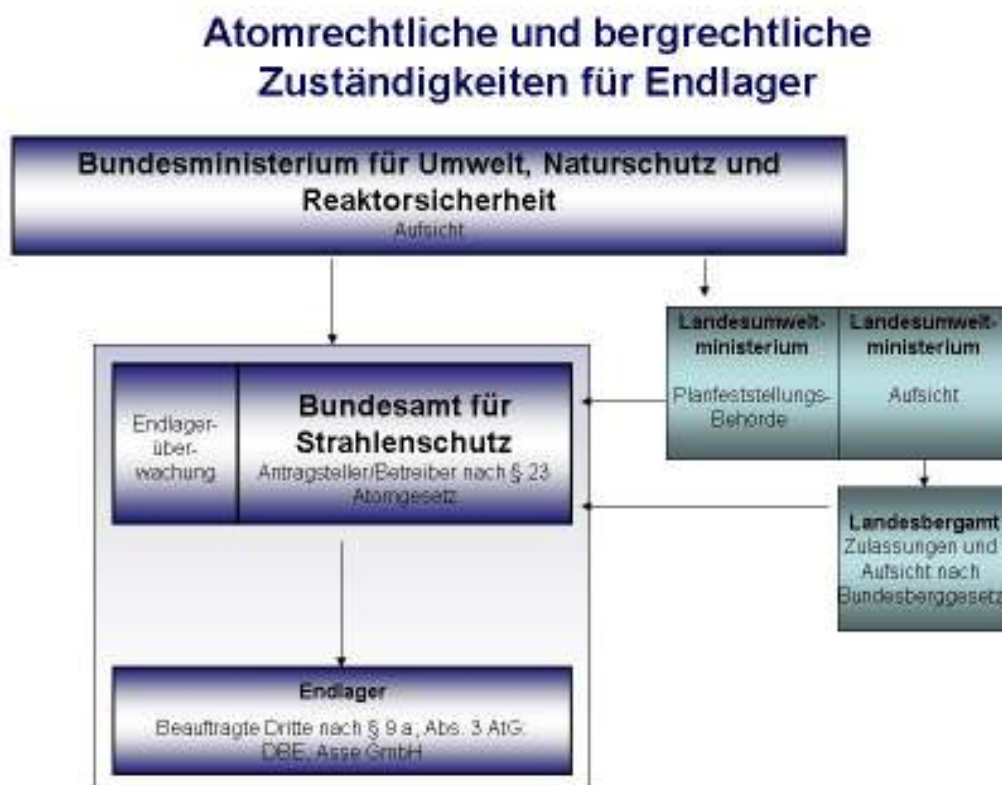 Atomrechtliche und bergrechtliche
Zuständigkeiten für Endlager
Bundesministerium für Umwelt, Naturschutz und
Reaktorsicherheit
Aufsicht
Landesumwelt-
ministerium
Planfeststellungs-
Behörde
Landesumwelt-
ministerium
Aufsicht
Endlager-
über-
wachung
Bundesamt für
Strahlenschutz
Antragsteller/Betreiber nach § 23
Atomgesetz
Landesbergamt
Zulassungen und
Aufsicht nach
Bundesberggesetz
Endlager
Beauftragte Dritte nach § 9 a, Abs. 3 AtG:
DBE, Asse GmbH